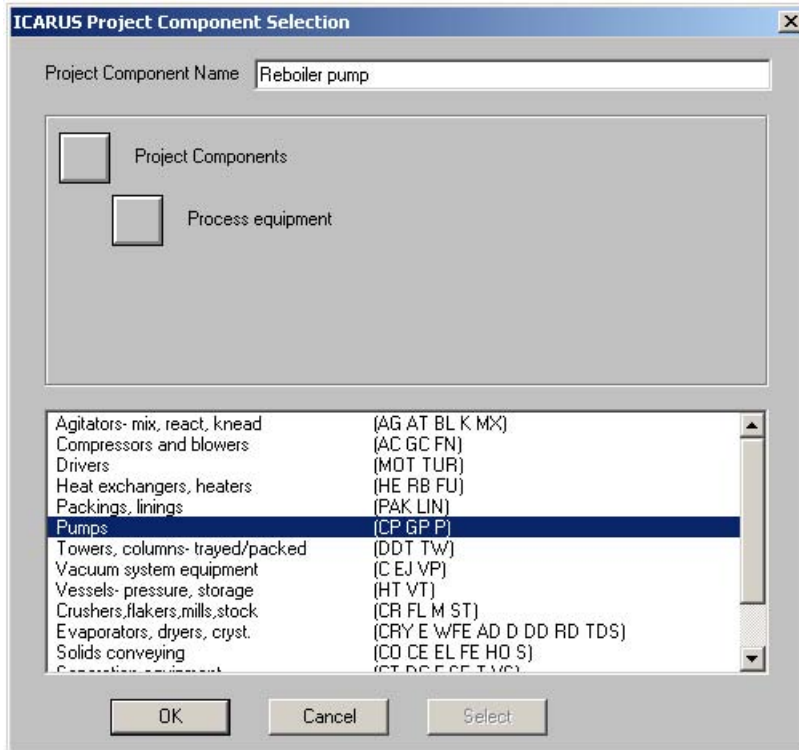 ICARUS Project Component Selection
Project Component Name Reboiler pump
Project Components
Process equipment
Agitators- mix, react, knead (AG AT BL K MX)
Compressors and blowers (AC GC FN)
Drivers (MOT TUR)
Heat exchangers, heaters (HE RB FU)
Packings, linings (PAK LIN)
Pumps (CP GP P)
Towers, columns- trayed/packed (DDT TW)
Vacuum system equipment (C EJ VP)
Vessels- pressure, storage (HT VT)
Crushers,flakers,mills,stock (CR FL M ST)
Evaporators, dryers, cryst. (CRY E WFE AD D DD RD TDS)
Solids conveying (CO CE EL FE HO S)
OK Cancel Select